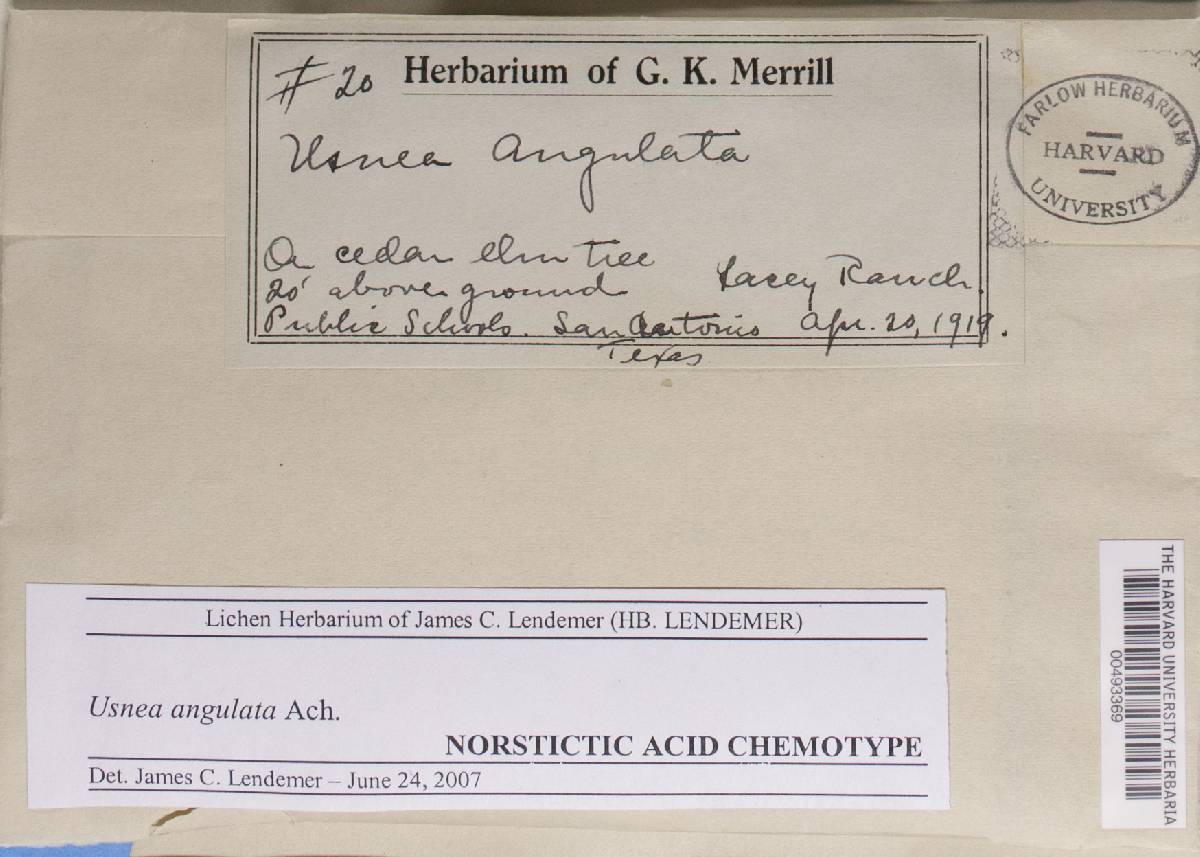 # 20 Herbarium of G. K. Merrill
Usnea Angulata
On cedar elm tree
20' above ground Lacey Ranch.
Public Schools. San Antonio Apr. 20, 1919.
Texas
FARLOW HERBARIUM
HARVARD
UNIVERSITY
Lichen Herbarium of James C. Lendemer (HB. LENDEMER)
Usnea angulata Ach.
NORSTICTIC ACID CHEMOTYPE
Det. James C. Lendemer – June 24, 2007
THE HARVARD UNIVERSITY HERBARIA
00493369